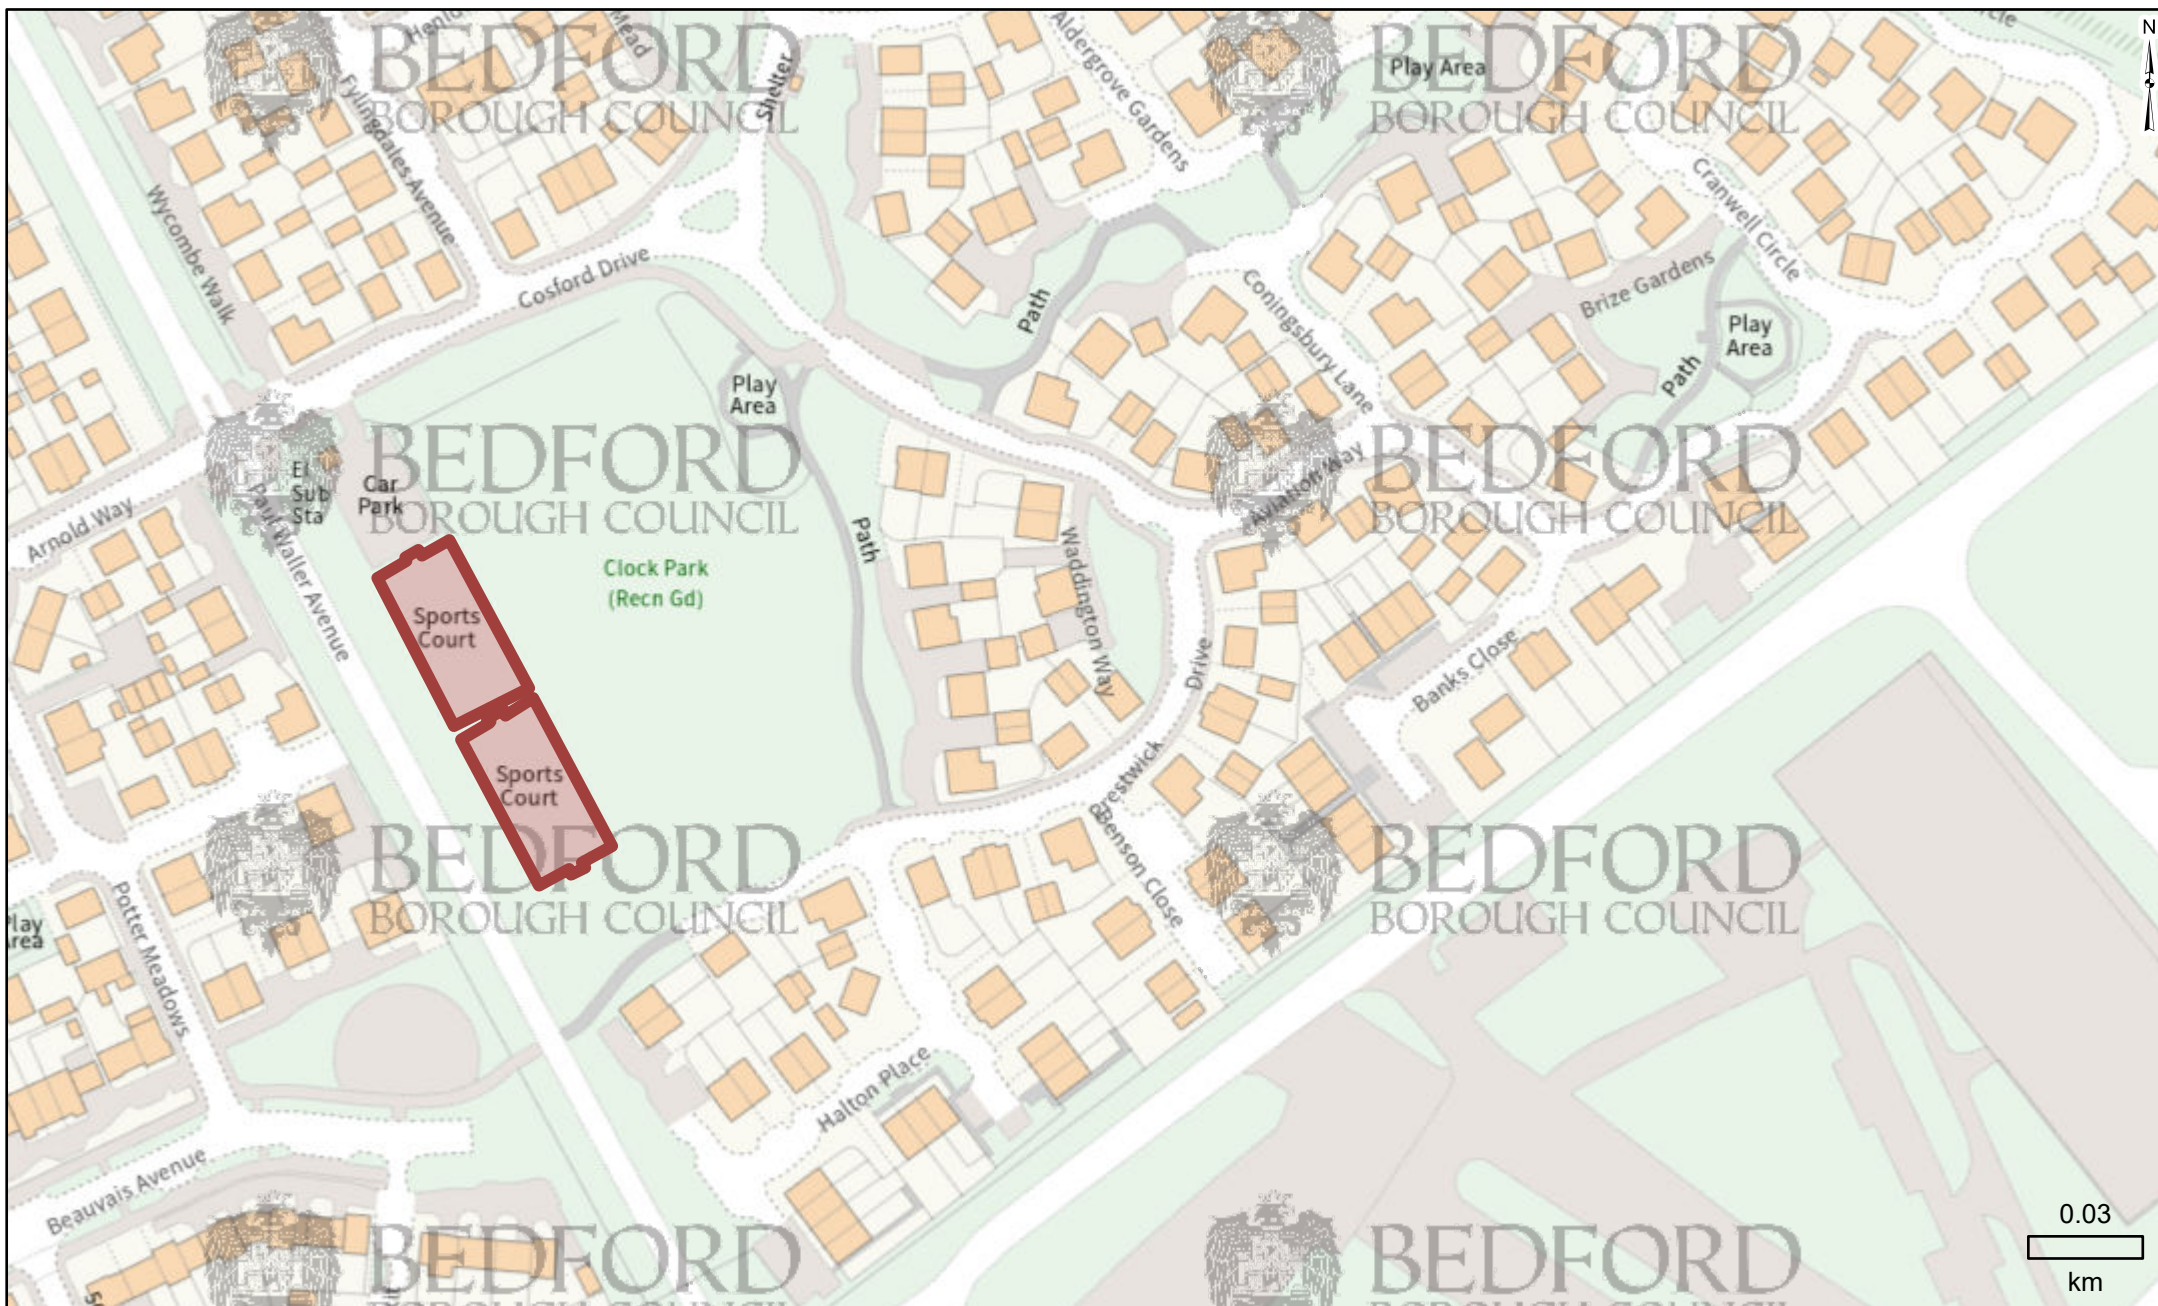 Mead
Shelter
Aldergrove Gardens
Play Area
N
BEDFORD
BOROUGH COUNCIL
BEDFORD
BOROUGH COUNCIL
Fylingdales Avenue
Wycombe Walk
Cranwell Circle
Cosford Drive
Path
Coningsbury Lane
Brize Gardens
Play
Area
Path
Play
Area
BEDFORD
BOROUGH COUNCIL
BEDFORD
BOROUGH COUNCIL
El
Sub
Sta
Car
Park
Arnold Way
Paul Waller Avenue
Aviation Way
Path
Clock Park
(Recn Gd)
Waddington Way
Sports
Court
Banks Close
Sports
Court
Prestwick
Drive
Benson Close
BEDFORD
BOROUGH COUNCIL
BEDFORD
BOROUGH COUNCIL
Potter Meadows
Play
Area
Halton Place
Beauvais Avenue
0.03
km
BEDFORD
BEDFORD